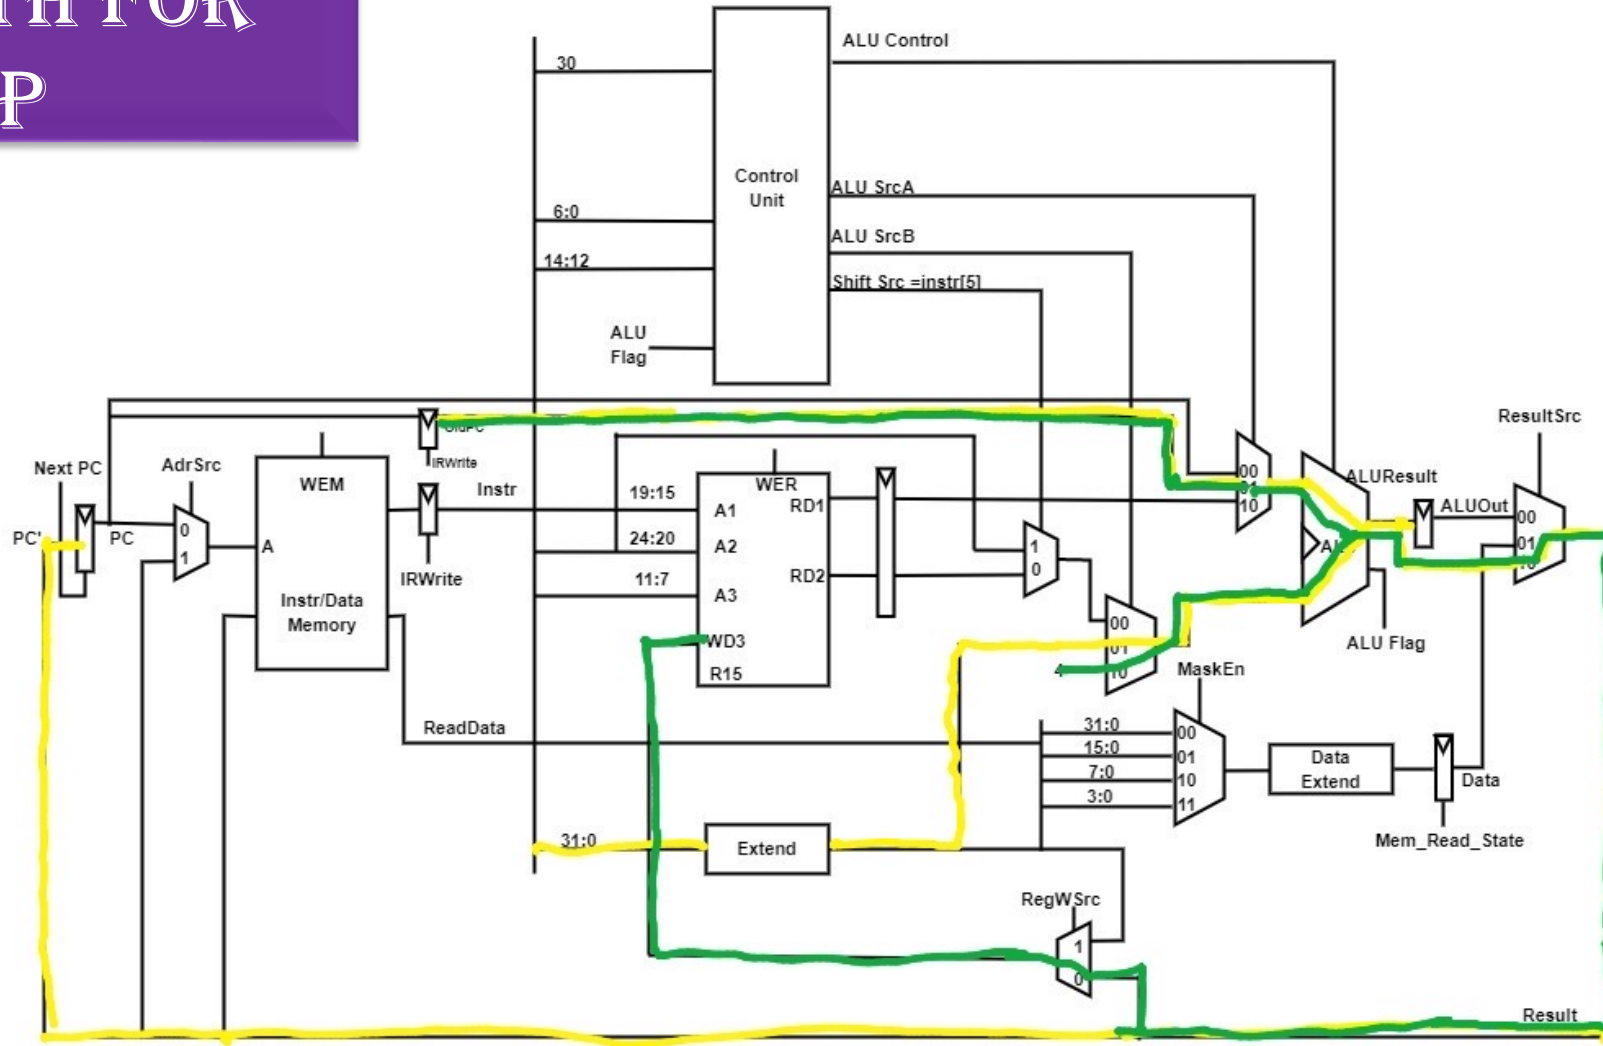 TH FOR
P
ALU Control
30
Control
Unit
ALU SrcA
6:0
ALU SrcB
14:12
Shift Src =instr[5]
ALU
Flag
ResultSrc
OldPC
IRWrite
Next PC
AdrSrc
WEM
Instr
19:15
WER
A1
RD1
00
01
10
ALUResult
ALUOut
00
01
10
PC'
PC
0
1
A
24:20
A2
1
0
IRWrite
11:7
A3
RD2
Instr/Data
Memory
WD3
R15
00
01
10
4
ALU Flag
MaskEn
ReadData
31:0
15:0
7:0
3:0
00
01
10
11
Data
Extend
Data
Mem_Read_State
31:0
Extend
RegWSrc
1
0
Result